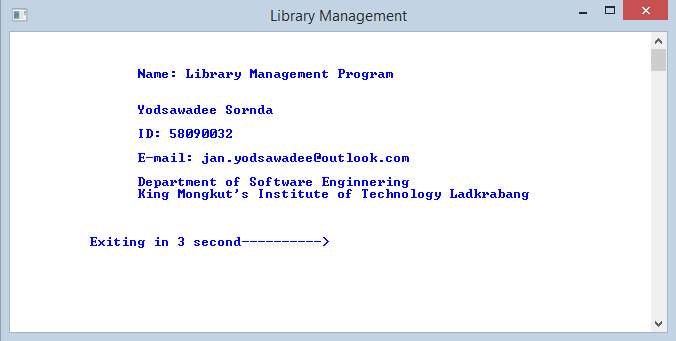 Library Management
Name: Library Management Program
Yodsawadee Sornda
ID: 58090032
E-mail: jan.yodsawadee@outlook.com
Department of Software Enginnering
King Mongkut's Institute of Technology Ladkrabang
Exiting in 3 second---------->